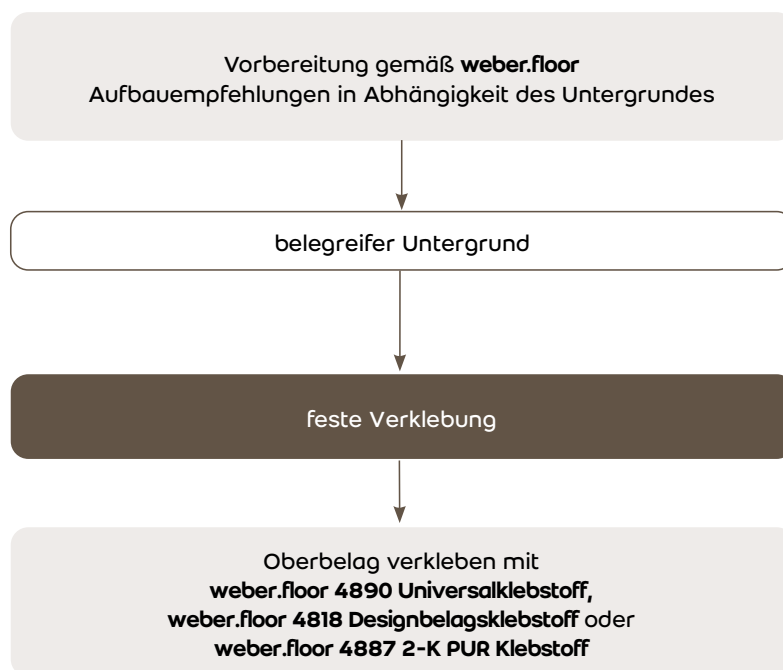 Vorbereitung gemäß weber.floor
Aufbauempfehlungen in Abhängigkeit des Untergrundes
belegreifer Untergrund
feste Verklebung
Oberbelag verkleben mit
weber.floor 4890 Universalklebstoff,
weber.floor 4818 Designbelagsklebstoff oder
weber.floor 4887 2-K PUR Klebstoff